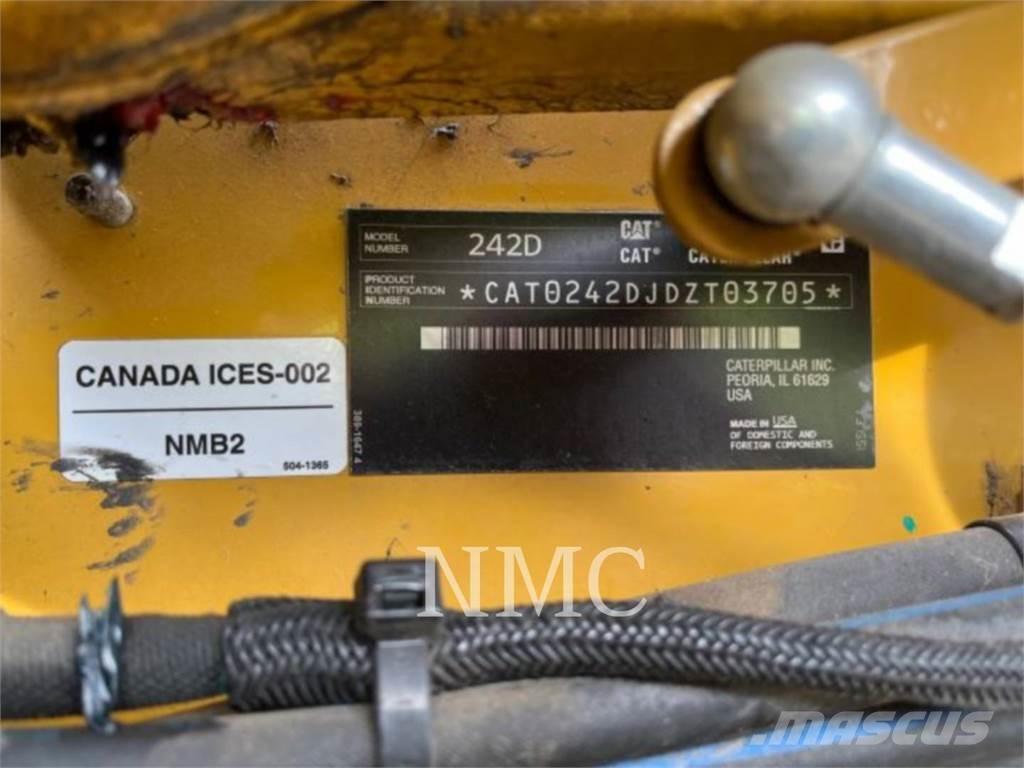 MODEL
NUMBER
242D
CAT
CAT®
PRODUCT
IDENTIFICATION
NUMBER
*CAT0242DJDZT03705*
CATERPILLAR INC.
PEORIA, IL 61629
USA
MADE IN USA
OF DOMESTIC AND
FOREIGN COMPONENTS
CANADA ICES-002
NMB2
504-1365
NMC
mascus